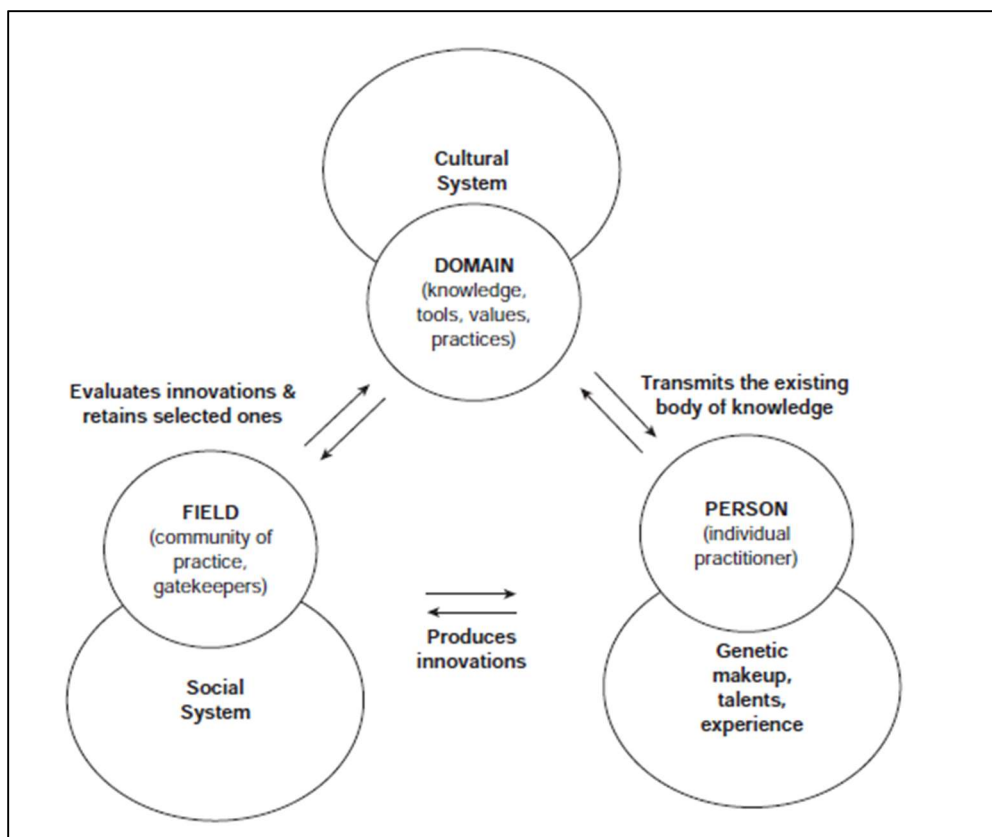 Cultural
System
DOMAIN
(knowledge,
tools, values,
practices)
Evaluates innovations &
retains selected ones
Transmits the existing
body of knowledge
FIELD
(community of
practice,
gatekeepers)
PERSON
(individual
practitioner)
Produces
innovations
Social
System
Genetic
makeup,
talents,
experience